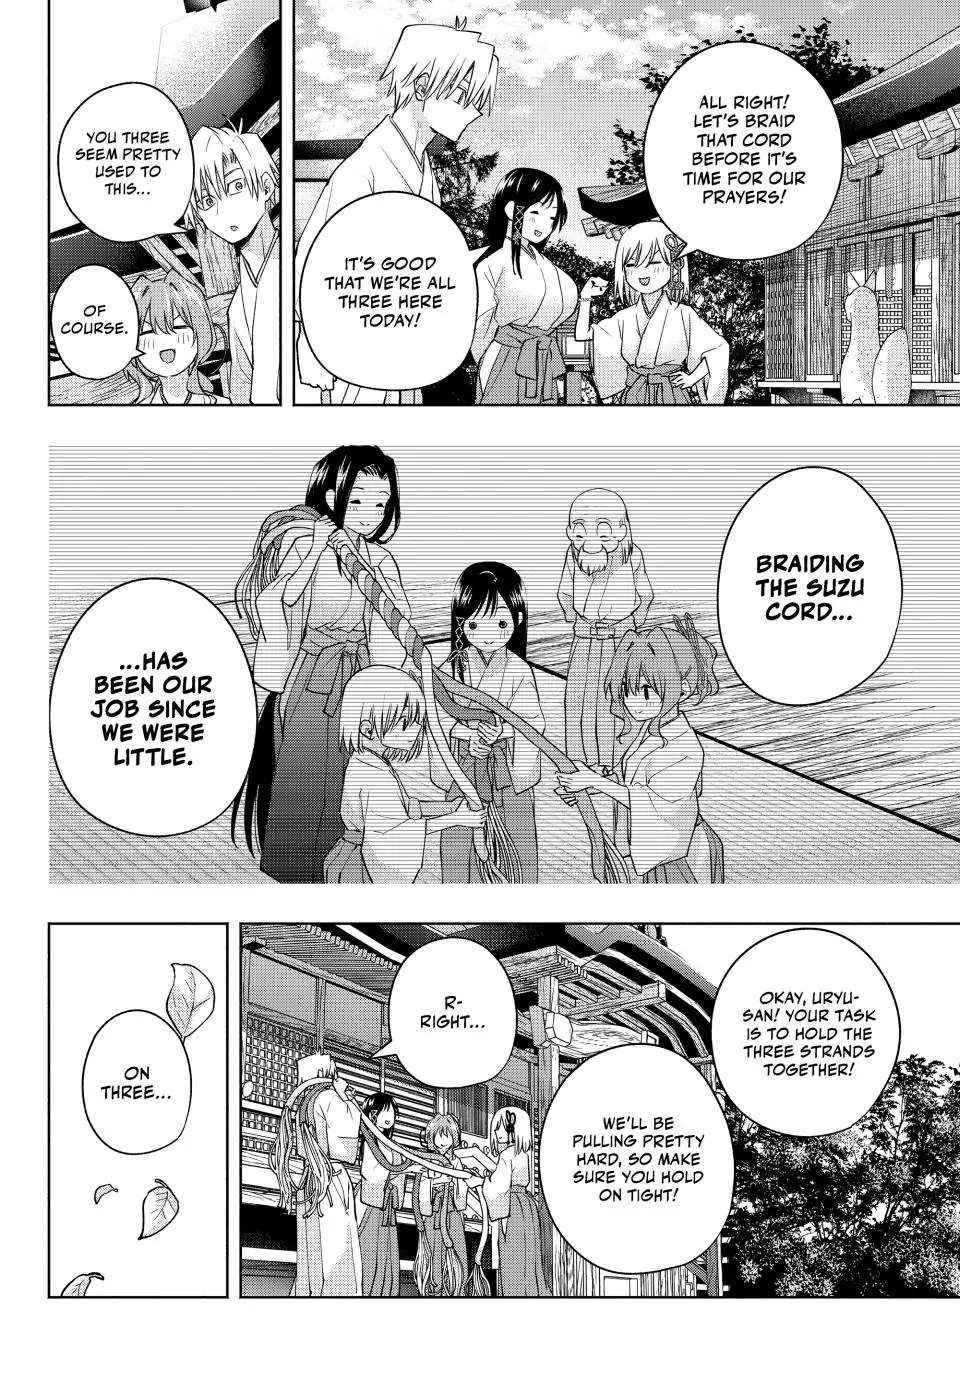 ALL RIGHT!
LET'S BRAID
THAT CORD
BEFORE IT'S
TIME FOR OUR
PRAYERS!
IT'S GOOD
THAT WE'RE ALL
THREE HERE
TODAY!
YOU THREE
SEEM PRETTY
USED TO
THIS...
OF
COURSE.
BRAIDING
THE SUZU
CORD...
...HAS
BEEN OUR
JOB SINCE
WE WERE
LITTLE.
OKAY, URYU-
SAN! YOUR TASK
IS TO HOLD THE
THREE STRANDS
TOGETHER!
WE'LL BE
PULLING PRETTY
HARD, SO MAKE
SURE YOU HOLD
ON TIGHT!
R-
RIGHT...
ON
THREE...